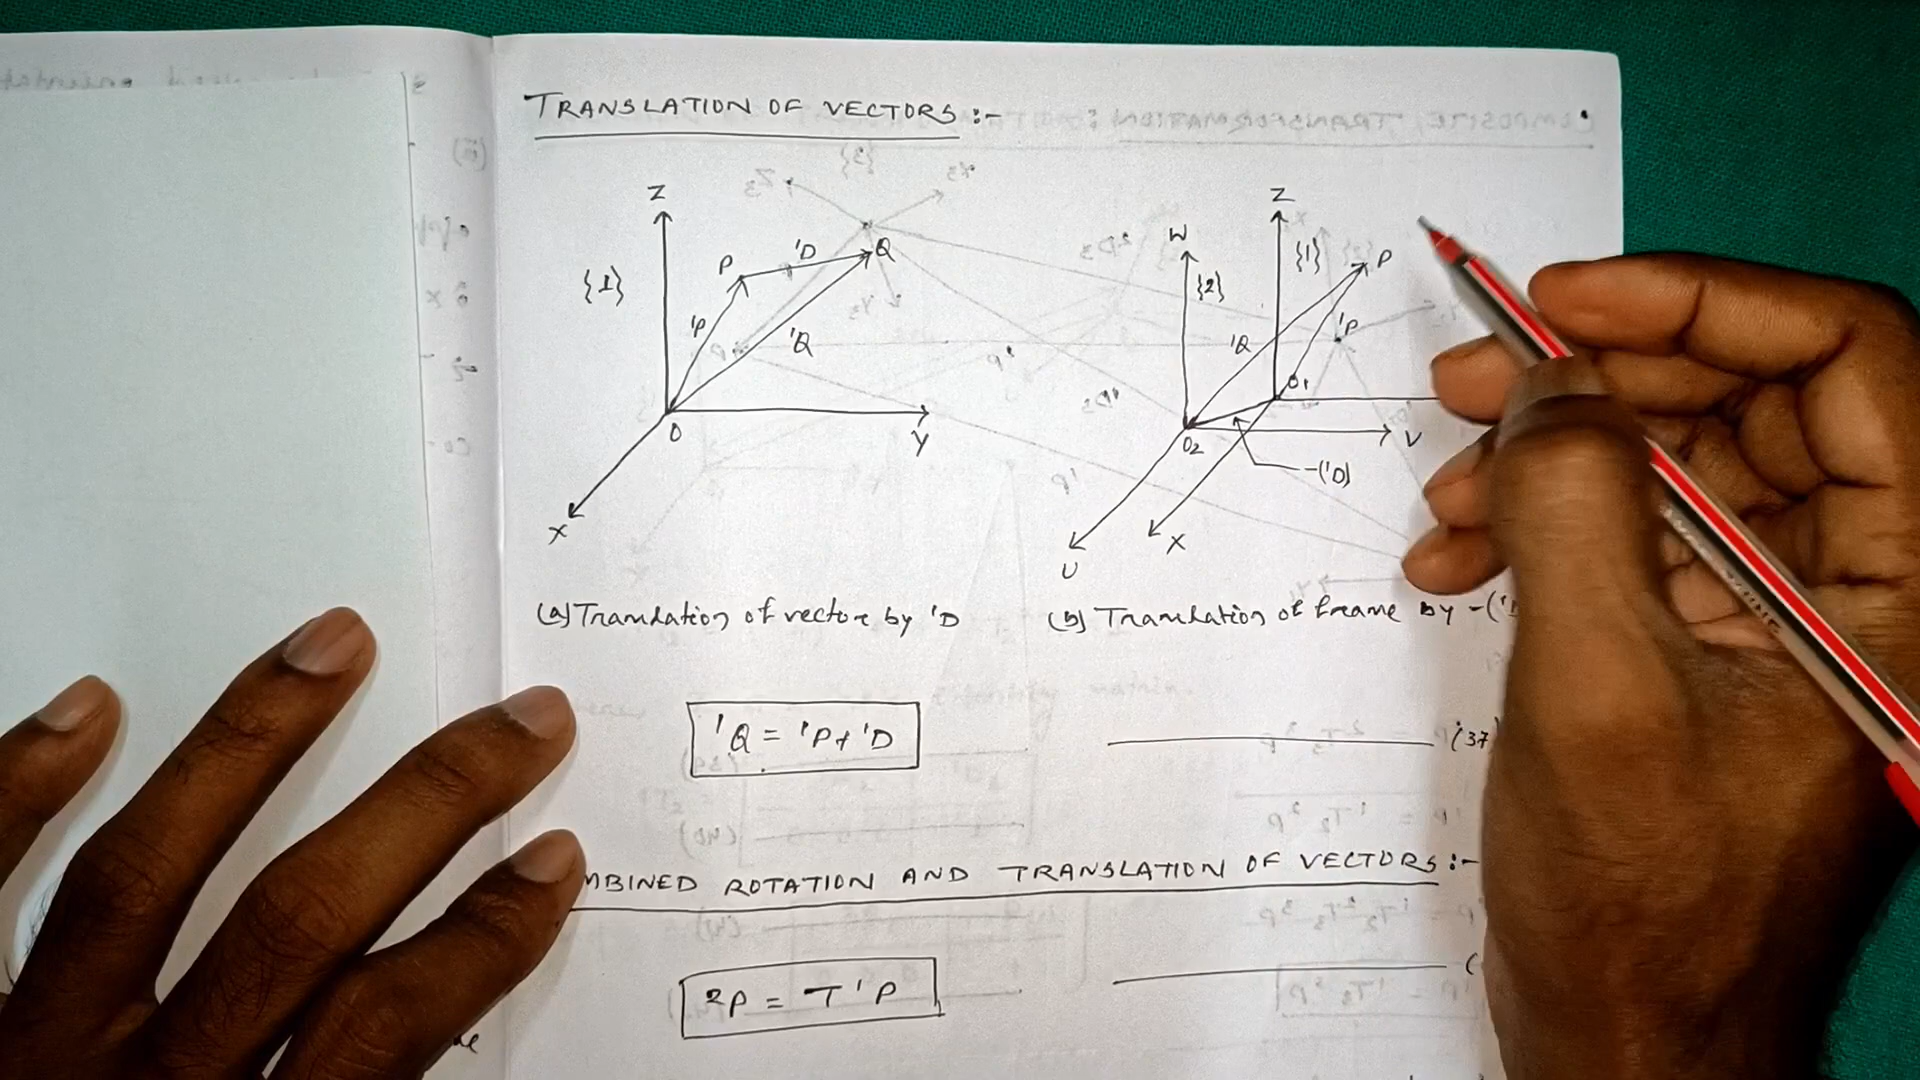 TRANSLATION OF VECTORS :-
Z
{1}
P
'D
Q
'P
'Q
O
Y
X
Z
W
{1}
{2}
P
'P
'Q
O1
O2
V
-('D)
X
U
(a) Translation of vector by 'D
(b) Translation of frame by -('D
'Q = 'P + 'D
(37)
MBINED ROTATION AND TRANSLATION OF VECTORS :-
2P = T 'P
(